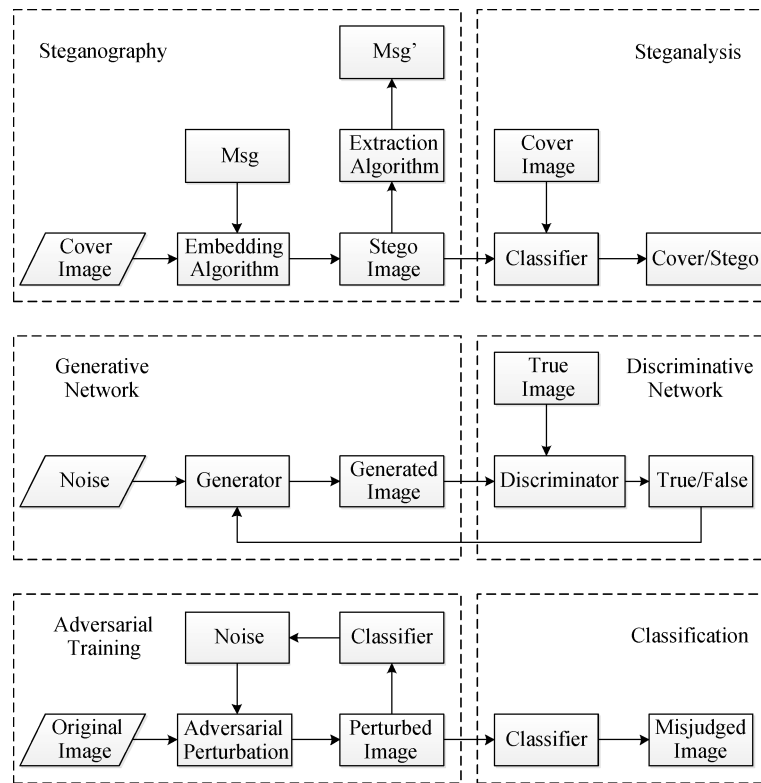 Steganography
Msg’
Steganalysis
Msg
Extraction
Algorithm
Cover
Image
Cover
Image
Embedding
Algorithm
Stego
Image
Classifier
Cover/Stego
Generative
Network
True
Image
Discriminative
Network
Noise
Generator
Generated
Image
Discriminator
True/False
Adversarial
Training
Noise
Classifier
Classification
Original
Image
Adversarial
Perturbation
Perturbed
Image
Classifier
Misjudged
Image